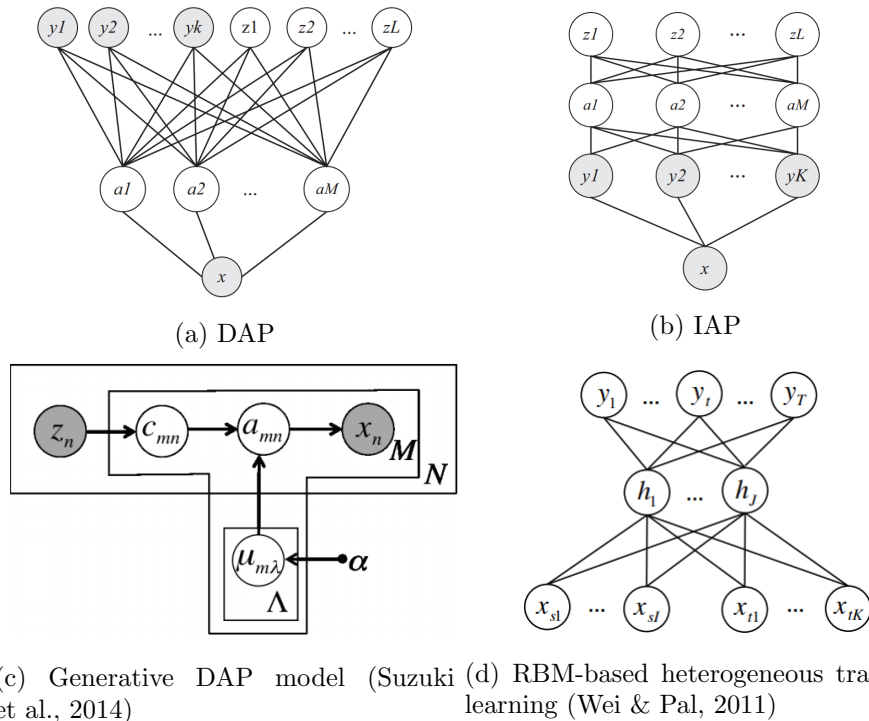 y1 y2 ... yk z1 z2 ... zL
a1 a2 ... aM
x
(a) DAP
z1 z2 ... zL
a1 a2 ... aM
y1 y2 ... yK
x
(b) IAP
z_n c_mn a_mn x_n
M
N
μ_mλ α
Λ
(c) Generative DAP model (Suzuki
et al., 2014)
y_1 ... y_t ... y_T
h_1 ... h_J
x_s1 ... x_sI x_t1 ... x_tK
(d) RBM-based heterogeneous tra
learning (Wei & Pal, 2011)